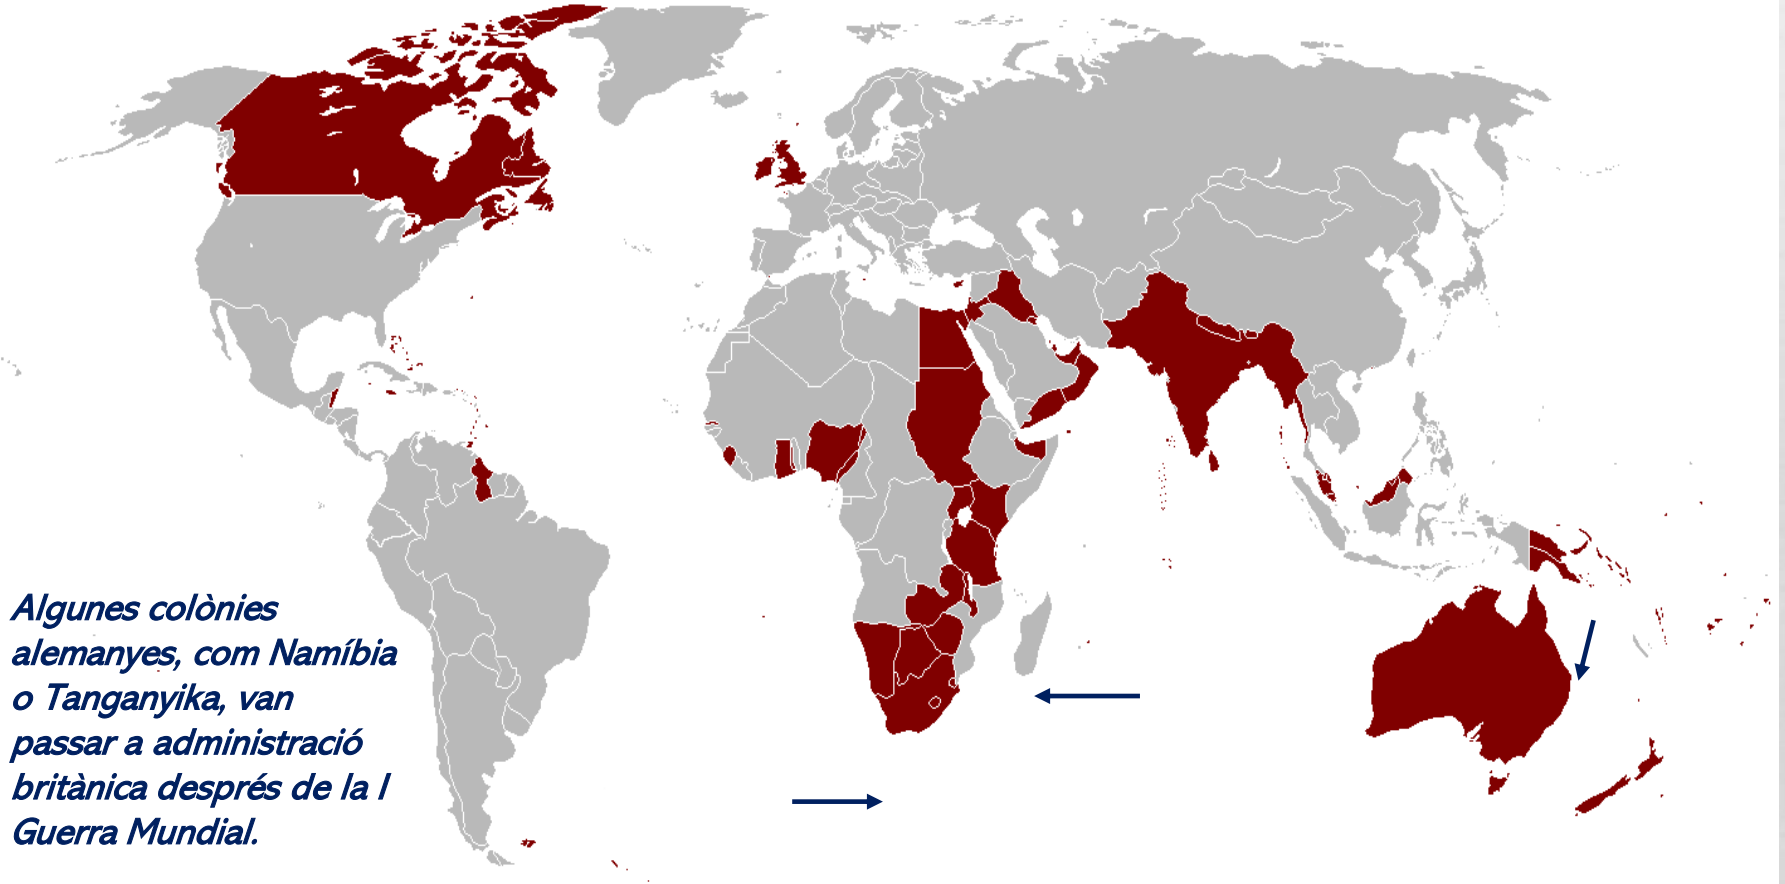 Algunes colònies
alemanyes, com Namíbia
o Tanganyika, van
passar a administració
britànica després de la I
Guerra Mundial.